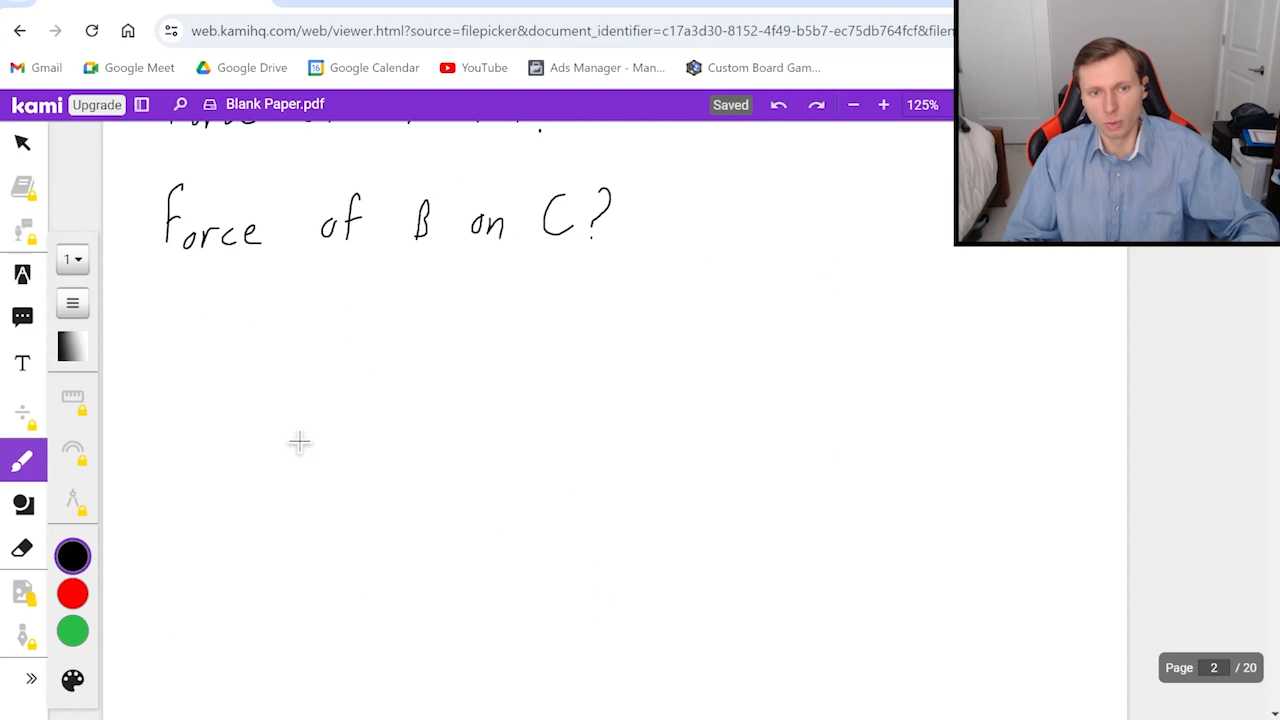 web.kamihq.com/web/viewer.html?source=filepicker&document_identifier=c17a3d30-8152-4f49-b5b7-ec75db764fcf&filen
Gmail Google Meet Google Drive 16 Google Calendar YouTube Ads Manager - Man... Custom Board Gam...
kami Upgrade Blank Paper.pdf Saved 125%
Force of B on C?
1
A
T
Page 2 / 20